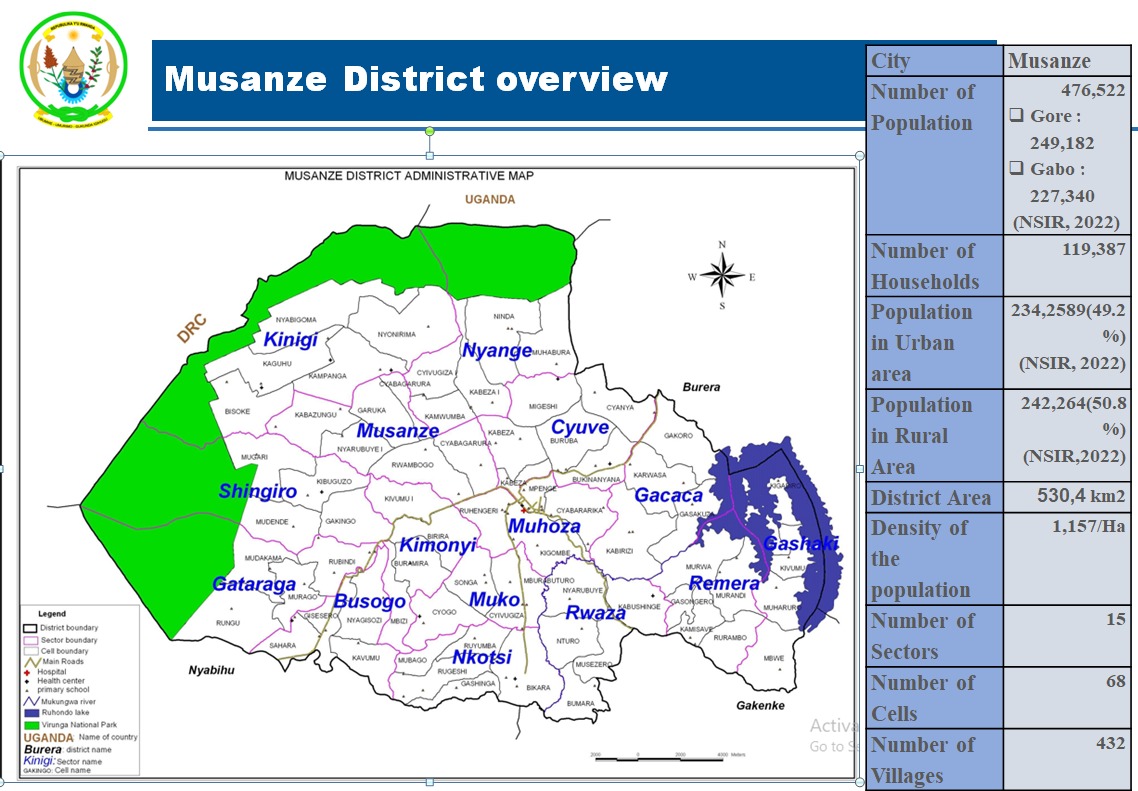 REPUBULIKA Y'U RWANDA
Musanze District overview
City Musanze
Number of Population 476,522
Gore : 249,182
Gabo : 227,340
(NSIR, 2022)
Number of Households 119,387
Population in Urban area 234,2589(49.2 %)
(NSIR, 2022)
Population in Rural Area 242,264(50.8 %)
(NSIR,2022)
District Area 530,4 km2
Density of the population 1,157/Ha
Number of Sectors 15
Number of Cells 68
Number of Villages 432
MUSANZE DISTRICT ADMINISTRATIVE MAP
UGANDA
DRC
N
W E
S
NYABIGOMA
Kinigi
NYONIRIMA
NINDA
Nyange
MUHABURA
KAGUHU
KAMPANGA
CYIVUGIZA
CYABAGARURA
KABEZA I
Burera
BISOKE
KABAZUNGU
GARUKA
KAMWUMBA
MIGESHI
CYANYA
Musanze
KABEZA
Cyuve
GAKORO
CYABAGARURA
BURUBA
NYARUBUYE I
MUGARI
RWAMBOGO
KIBUGUZO
KABEZA
MPENGE
BUKINANYANA
KARWASA
Shingiro
KIVUMU I
Gacaca
RUHENGERI
CYABARARIKA
GASAKUZA
MUDENDE
GAKINGO
Muhoza
BIRIRA
Kimonyi
KIGOMBE
KABIRIZI
Gashaki
MUDAKAMA
RUBINDI
BURAMIRA
MURWA
KIVUMU
Gataraga
SONGA
MBURABUTURO
Remera
NYARUBUYE
MURANDI
MURAGO
Busogo
Muko
KABUSHINGE
GASONGERO
MUHARURO
GISESERO
CYOGO
CYIVUGIZA
Rwaza
RUNGU
NYAGISOZI
MBIZI
KAMISAVE
RURAMBO
SAHARA
RUYUMBA
NTURO
KAVUMU
MUBAGO
Nkotsi
RUGESHI
MUSEZERO
MBWE
Nyabihu
GASHINGA
BIKARA
BUMARA
Gakenke
2000 0 2000 4000 Meters
Legend
District boundary
Sector boundary
Cell boundary
Main Roads
Hospital
Health center
primary school
Mukungwa river
Ruhondo lake
Virunga National Park
UGANDA Name of country
Burera: district name
Kinigi: Sector name
GAKINGO: Cell name
Activa
Go to Se